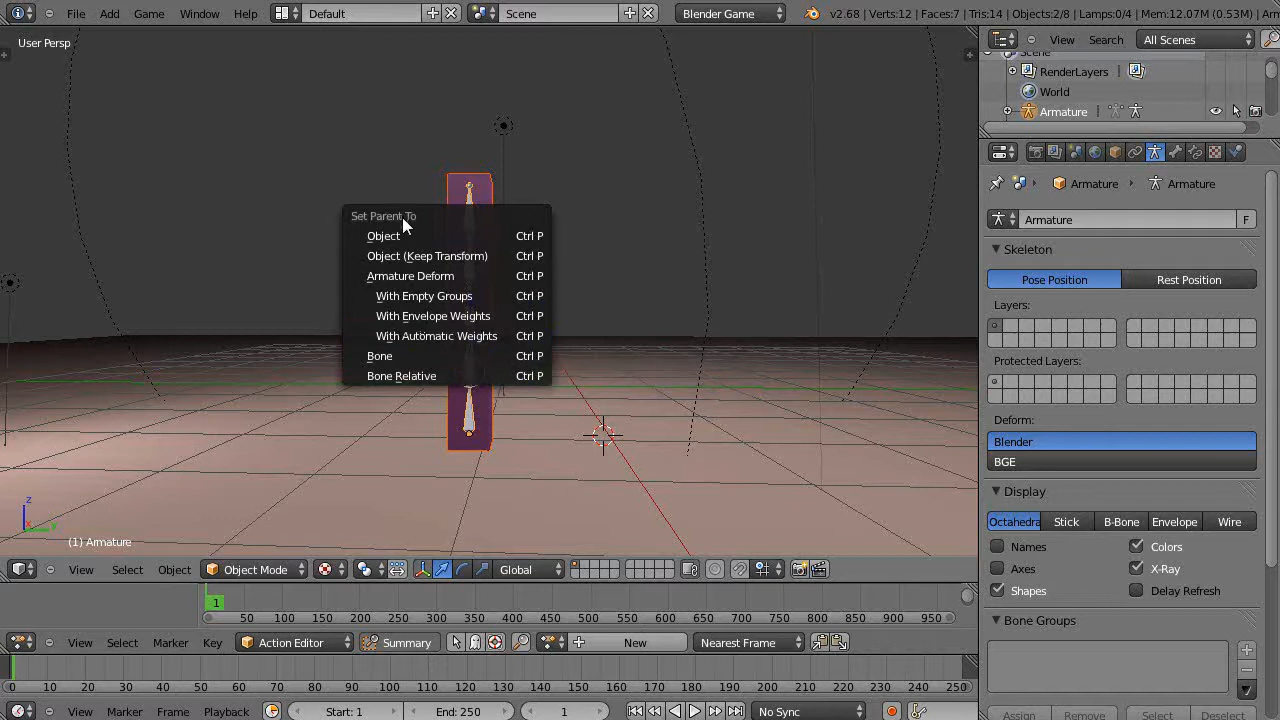 File Add Game Window Help Default Scene Blender Game v2.68 | Verts:12 | Faces:7 | Tris:14 | Objects:2/8 | Lamps:0/4 | Mem:12.07M (0.53M) | Arm
User Persp
View Search All Scenes
Scene
RenderLayers
World
Armature
Armature
Armature
Armature F
Skeleton
Pose Position Rest Position
Layers:
Protected Layers:
Deform:
Blender
BGE
Display
Octahedra Stick B-Bone Envelope Wire
Names Colors
Axes X-Ray
Shapes Delay Refresh
Bone Groups
Assign Remove Select Deselect
Set Parent To
Object Ctrl P
Object (Keep Transform) Ctrl P
Armature Deform Ctrl P
With Empty Groups Ctrl P
With Envelope Weights Ctrl P
With Automatic Weights Ctrl P
Bone Ctrl P
Bone Relative Ctrl P
z
x
y
(1) Armature
View Select Object Object Mode Global
1
50 100 150 200 250 300 350 400 450 500 550 600 650 700 750 800 850 900 950
View Select Marker Key Action Editor Summary New Nearest Frame
0 10 20 30 40 50 60 70 80 90 100 110 120 130 140 150 160 170 180 190 200 210 220 230 240 250
View Marker Frame Playback Start: 1 End: 250 1 No Sync